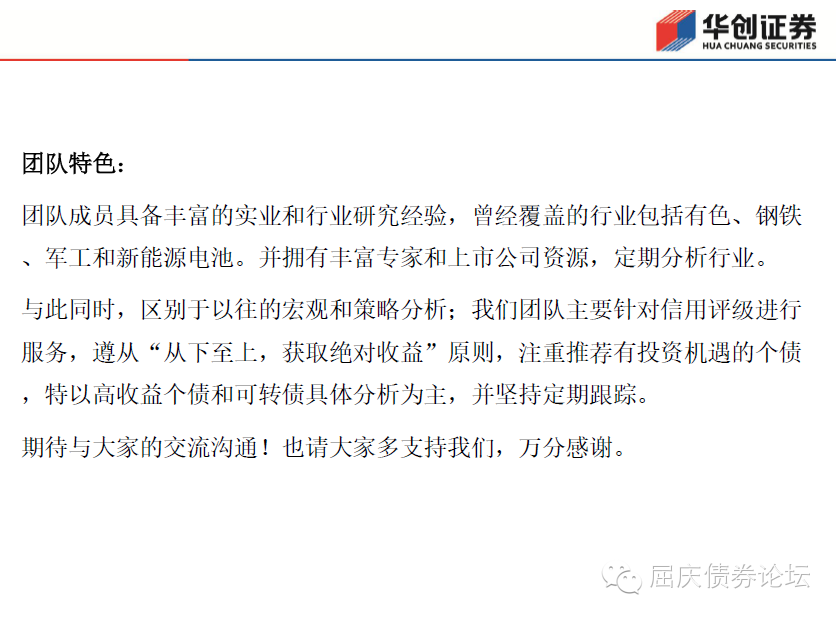 华创证券
HUA CHUANG SECURITIES
团队特色：
团队成员具备丰富的实业和行业研究经验，曾经覆盖的行业包括有色、钢铁
、军工和新能源电池。并拥有丰富专家和上市公司资源，定期分析行业。
与此同时，区别于以往的宏观和策略分析；我们团队主要针对信用评级进行
服务，遵从“从下至上，获取绝对收益”原则，注重推荐有投资机遇的个债
，特以高收益个债和可转债具体分析为主，并坚持定期跟踪。
期待与大家的交流沟通！也请大家多支持我们，万分感谢。
屈庆债券论坛